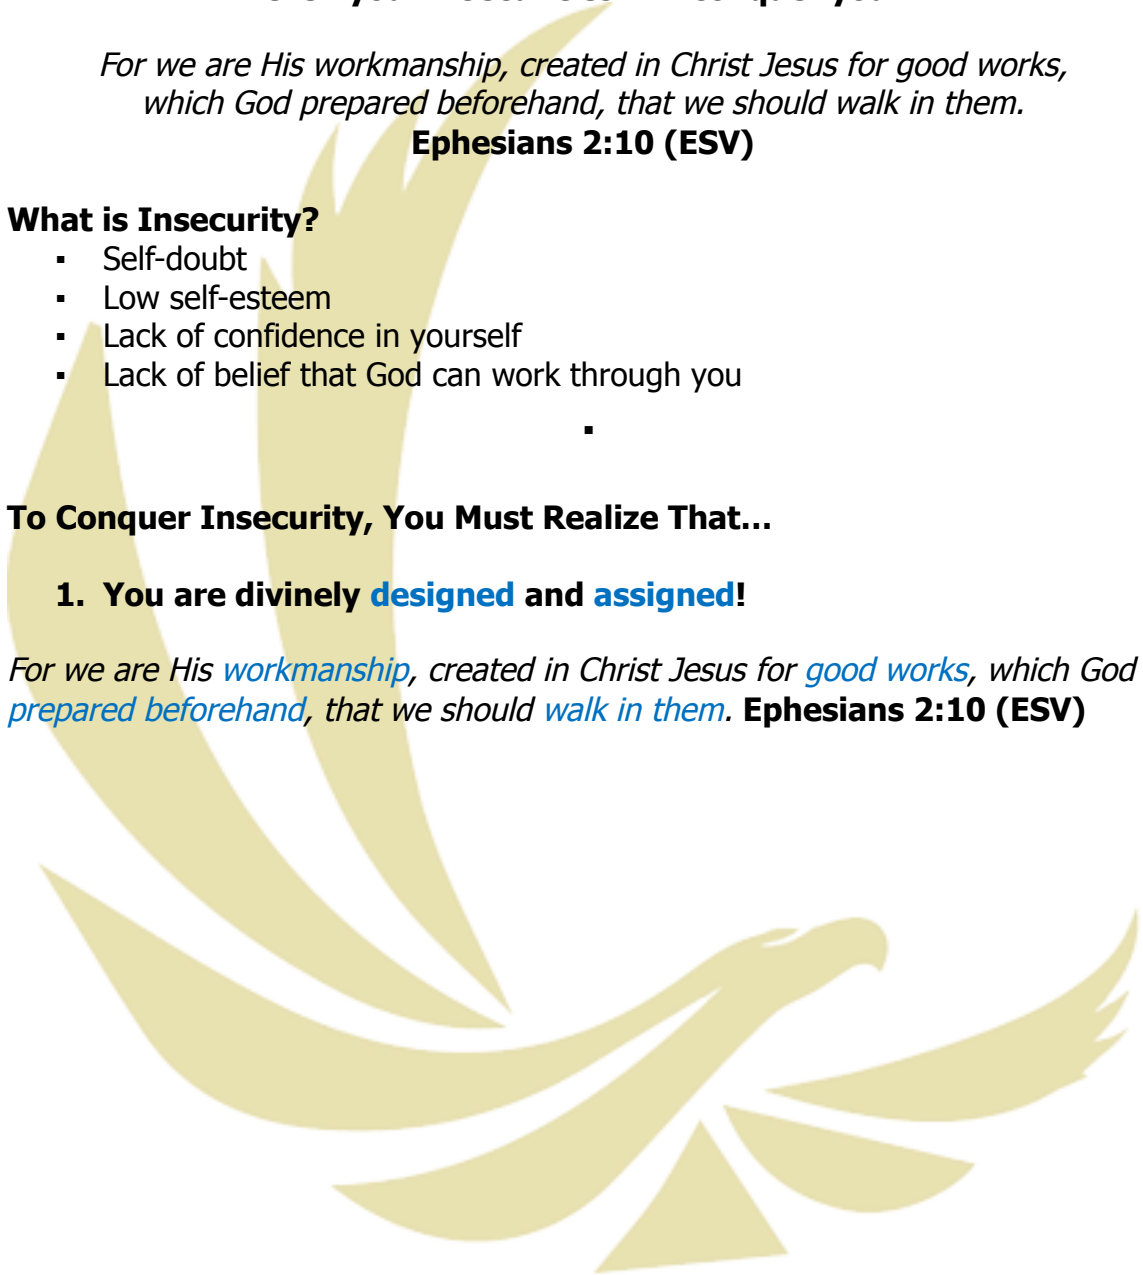 For we are His workmanship, created in Christ Jesus for good works,
which God prepared beforehand, that we should walk in them.
Ephesians 2:10 (ESV)
What is Insecurity?
▪ Self-doubt
▪ Low self-esteem
▪ Lack of confidence in yourself
▪ Lack of belief that God can work through you
▪
To Conquer Insecurity, You Must Realize That…
1. You are divinely designed and assigned!
For we are His workmanship, created in Christ Jesus for good works, which God
prepared beforehand, that we should walk in them. Ephesians 2:10 (ESV)